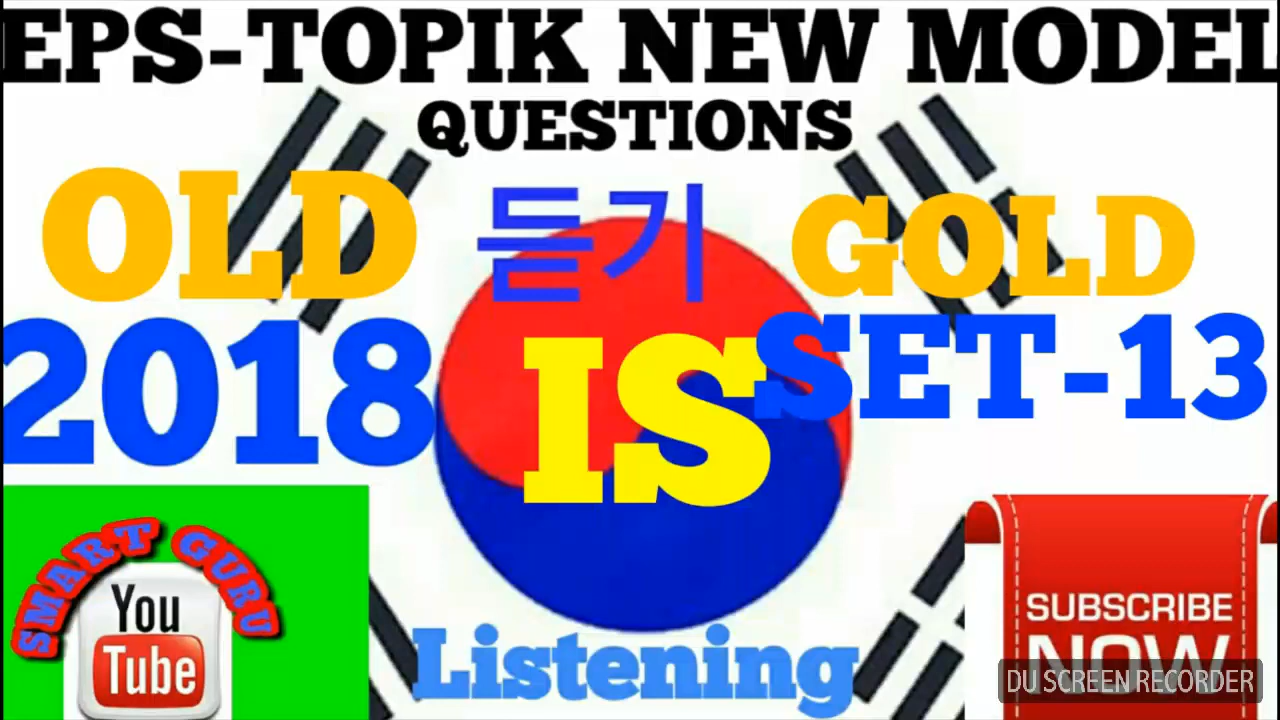 EPS-TOPIK NEW MODEL
QUESTIONS
OLD 듣기 GOLD
2018 IS SET-13
SMART GURU
You
Tube
Listening
SUBSCRIBE
NOW
DU SCREEN RECORDER